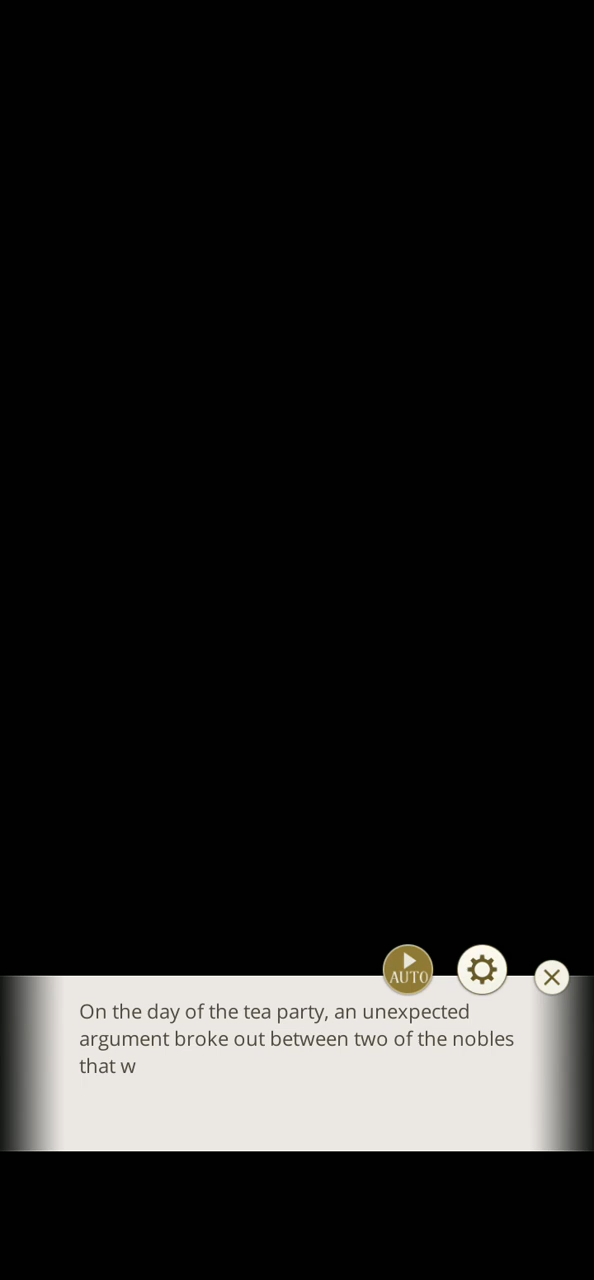 AUTO
On the day of the tea party, an unexpected
argument broke out between two of the nobles
that w